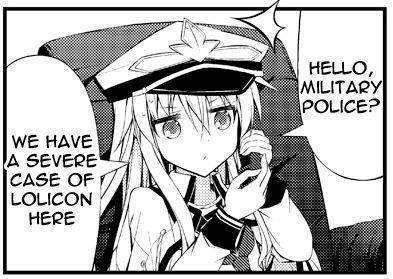 HELLO,
MILITARY
POLICE?
WE HAVE
A SEVERE
CASE OF
LOLICON
HERE